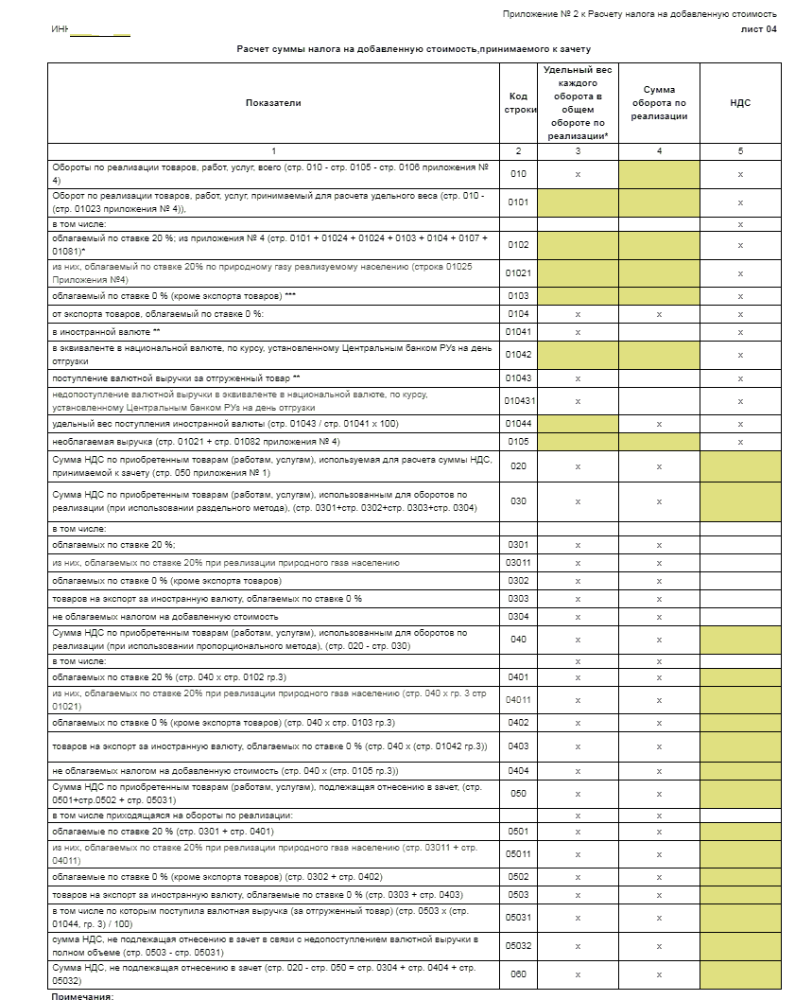 Приложение № 2 к Расчету налога на добавленную стоимость
ИНН
лист 04
Расчет суммы налога на добавленную стоимость,принимаемого к зачету
Показатели
Код
строки
Удельный вес
каждого
оборота в
общем
обороте по
реализации*
Сумма
оборота по
реализации
НДС
1 2 3 4 5
Обороты по реализации товаров, работ, услуг, всего (стр. 010 - стр. 0105 - стр. 0106 приложения №
4) 010 x x
Оборот по реализации товаров, работ, услуг, принимаемый для расчета удельного веса (стр. 010 -
(стр. 01023 приложения № 4)), 0101 x
в том числе: x
облагаемый по ставке 20 %; из приложения № 4 (стр. 0101 + 01024 + 01024 + 0103 + 0104 + 0107 +
01081)* 0102 x
из них, облагаемый по ставке 20% по природному газу реализуемому населению (строка 01025
Приложения №4) 01021 x
облагаемый по ставке 0 % (кроме экспорта товаров) *** 0103 x
от экспорта товаров, облагаемый по ставке 0 %: 0104 x x x
в иностранной валюте ** 01041 x x
в эквиваленте в национальной валюте, по курсу, установленному Центральным банком РУз на день
отгрузки 01042 x
поступление валютной выручки за отгруженный товар ** 01043 x x
недопоступление валютной выручки в эквиваленте в национальной валюте, по курсу,
установленному Центральным банком РУз на день отгрузки 010431 x x
удельный вес поступления иностранной валюты (стр. 01043 / стр. 01041 x 100) 01044 x x
необлагаемая выручка (стр. 01021 + стр. 01082 приложения № 4) 0105 x
Сумма НДС по приобретенным товарам (работам, услугам), используемая для расчета суммы НДС,
принимаемой к зачету (стр. 050 приложения № 1) 020 x x
Сумма НДС по приобретенным товарам (работам, услугам), использованным для оборотов по
реализации (при использовании раздельного метода), (стр. 0301+стр. 0302+стр. 0303+стр. 0304) 030 x x
в том числе:
облагаемых по ставке 20 %; 0301 x x
из них, облагаемых по ставке 20% при реализации природного газа населению 03011 x x
облагаемых по ставке 0 % (кроме экспорта товаров) 0302 x x
товаров на экспорт за иностранную валюту, облагаемых по ставке 0 % 0303 x x
не облагаемых налогом на добавленную стоимость 0304 x x
Сумма НДС по приобретенным товарам (работам, услугам), использованным для оборотов по
реализации (при использовании пропорционального метода), (стр. 020 - стр. 030) 040 x x
в том числе: x x
облагаемых по ставке 20 % (стр. 040 x стр. 0102 гр.3) 0401 x x
из них, облагаемых по ставке 20% при реализации природного газа населению (стр. 040 x гр. 3 стр
01021) 04011 x x
облагаемых по ставке 0 % (кроме экспорта товаров) (стр. 040 x стр. 0103 гр.3) 0402 x x
товаров на экспорт за иностранную валюту, облагаемых по ставке 0 % (стр. 040 x (стр. 01042 гр.3)) 0403 x x
не облагаемых налогом на добавленную стоимость (стр. 040 x (стр. 0105 гр.3)) 0404 x x
Сумма НДС по приобретенным товарам (работам, услугам), подлежащая отнесению в зачет, (стр.
0501+стр.0502 + стр. 05031) 050 x x
в том числе приходящаяся на обороты по реализации: x x
облагаемые по ставке 20 % (стр. 0301 + стр. 0401) 0501 x x
из них, облагаемых по ставке 20% при реализации природного газа населению (стр. 03011 + стр.
04011) 05011 x x
облагаемые по ставке 0 % (кроме экспорта товаров) (стр. 0302 + стр. 0402) 0502 x x
товаров на экспорт за иностранную валюту, облагаемые по ставке 0 % (стр. 0303 + стр. 0403) 0503 x x
в том числе по которым поступила валютная выручка (за отгруженный товар) (стр. 0503 x (стр.
01044, гр. 3) / 100) 05031 x x
сумма НДС, не подлежащая отнесению в зачет в связи с недопоступлением валютной выручки в
полном объеме (стр. 0503 - стр. 05031) 05032 x x
Сумма НДС, не подлежащая отнесению в зачет (стр. 020 - стр. 050 = стр. 0304 + стр. 0404 + стр.
05032) 060 x x
Примечания: